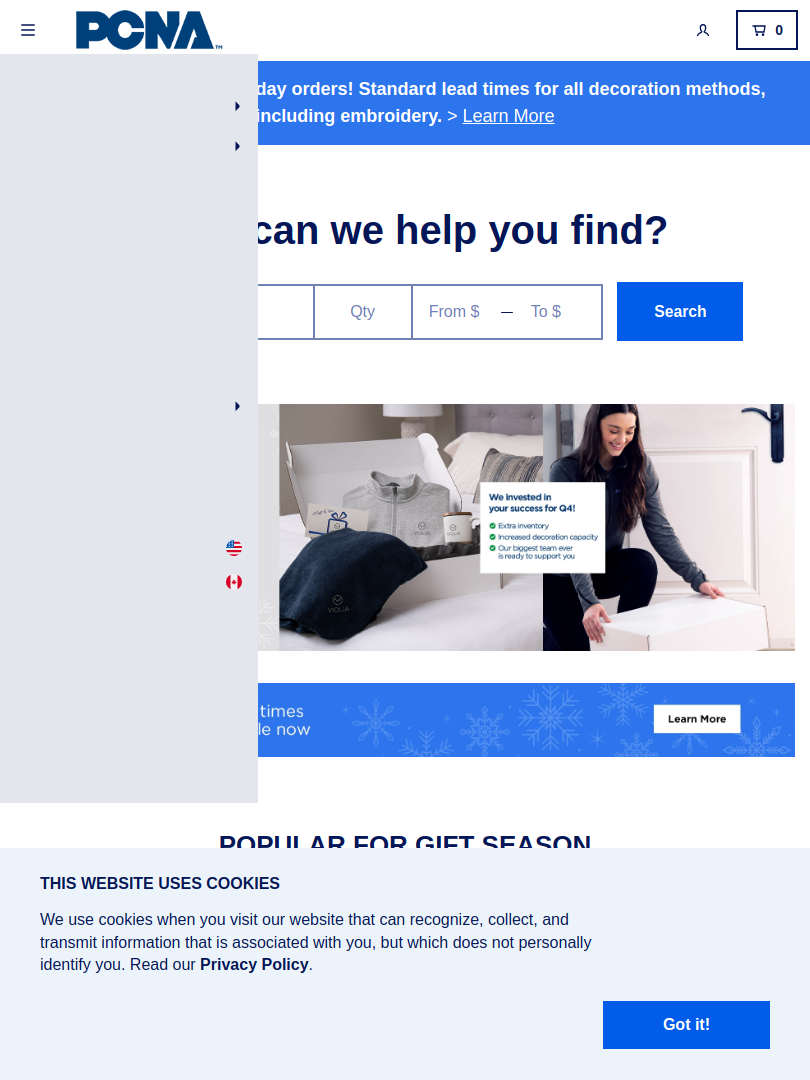 PCNA™
0
day orders! Standard lead times for all decoration methods,
including embroidery. > Learn More
can we help you find?
Qty
From $ — To $
Search
We invested in
your success for Q4!
Extra inventory
Increased decoration capacity
Our biggest team ever
is ready to support you
VIOLIA
VIOLIA
VIOLIA
times
le now
Learn More
POPULAR FOR GIFT SEASON
THIS WEBSITE USES COOKIES
We use cookies when you visit our website that can recognize, collect, and
transmit information that is associated with you, but which does not personally
identify you. Read our Privacy Policy.
Got it!